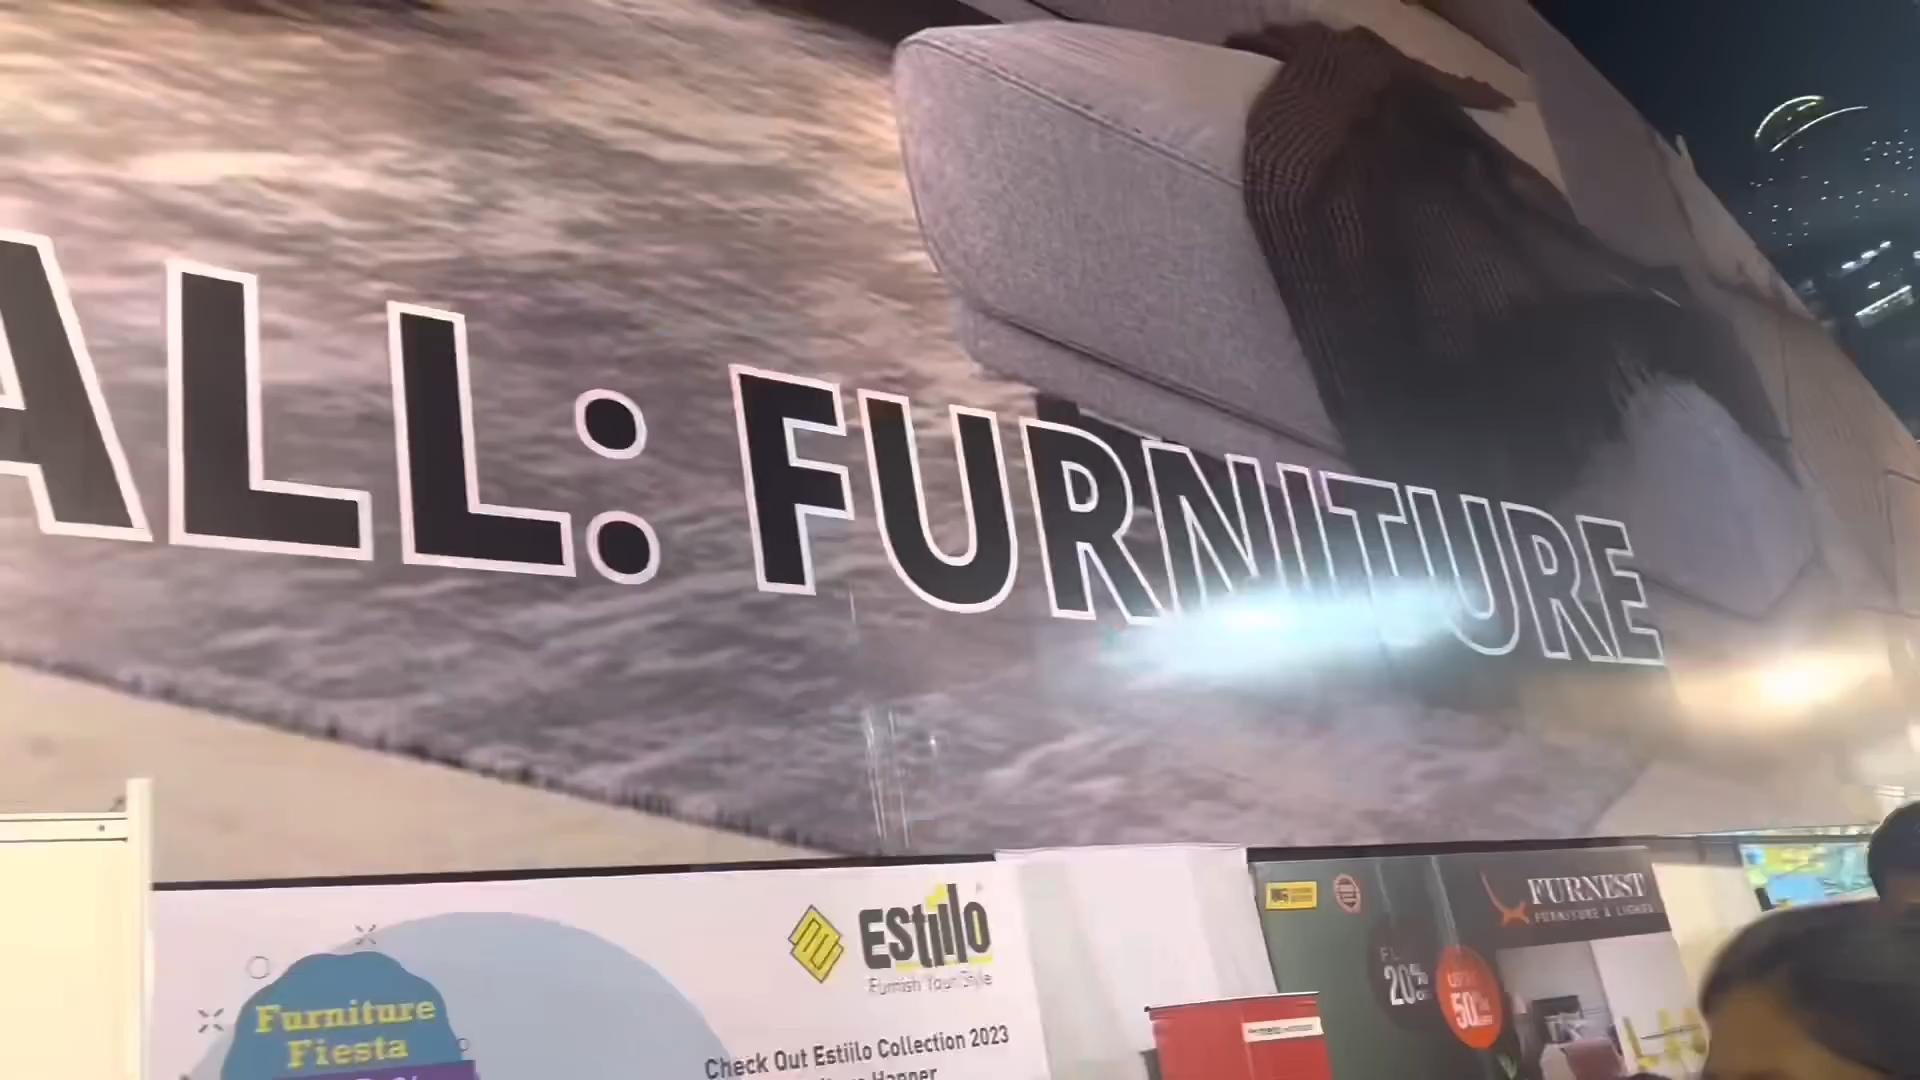 ALL: FURNITURE
EStiilo
Furnish Your Style
Furniture
Fiesta
Check Out Estiilo Collection 2023
FURNEST
FURNITURE & LIGHTS
20%
50%